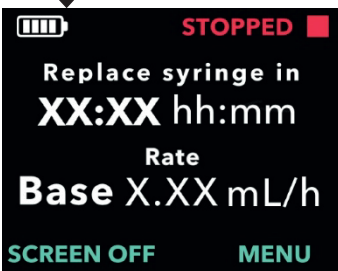 STOPPED
Replace syringe in
XX:XX hh:mm
Rate
Base X.XX mL/h
SCREEN OFF MENU